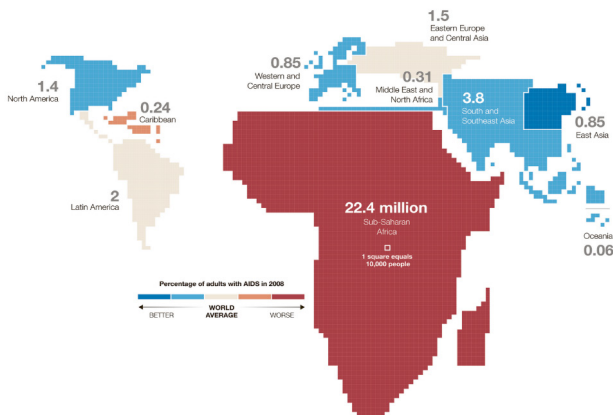 1.5
Eastern Europe
and Central Asia
0.85
Western and
Central Europe
0.31
Middle East and
North Africa
1.4
North America
0.24
Caribbean
3.8
South and
Southeast Asia
0.85
East Asia
2
Latin America
22.4 million
Sub-Saharan
Africa
1 square equals
10,000 people
Oceania
0.06
Percentage of adults with AIDS in 2008
BETTER
WORLD
AVERAGE
WORSE